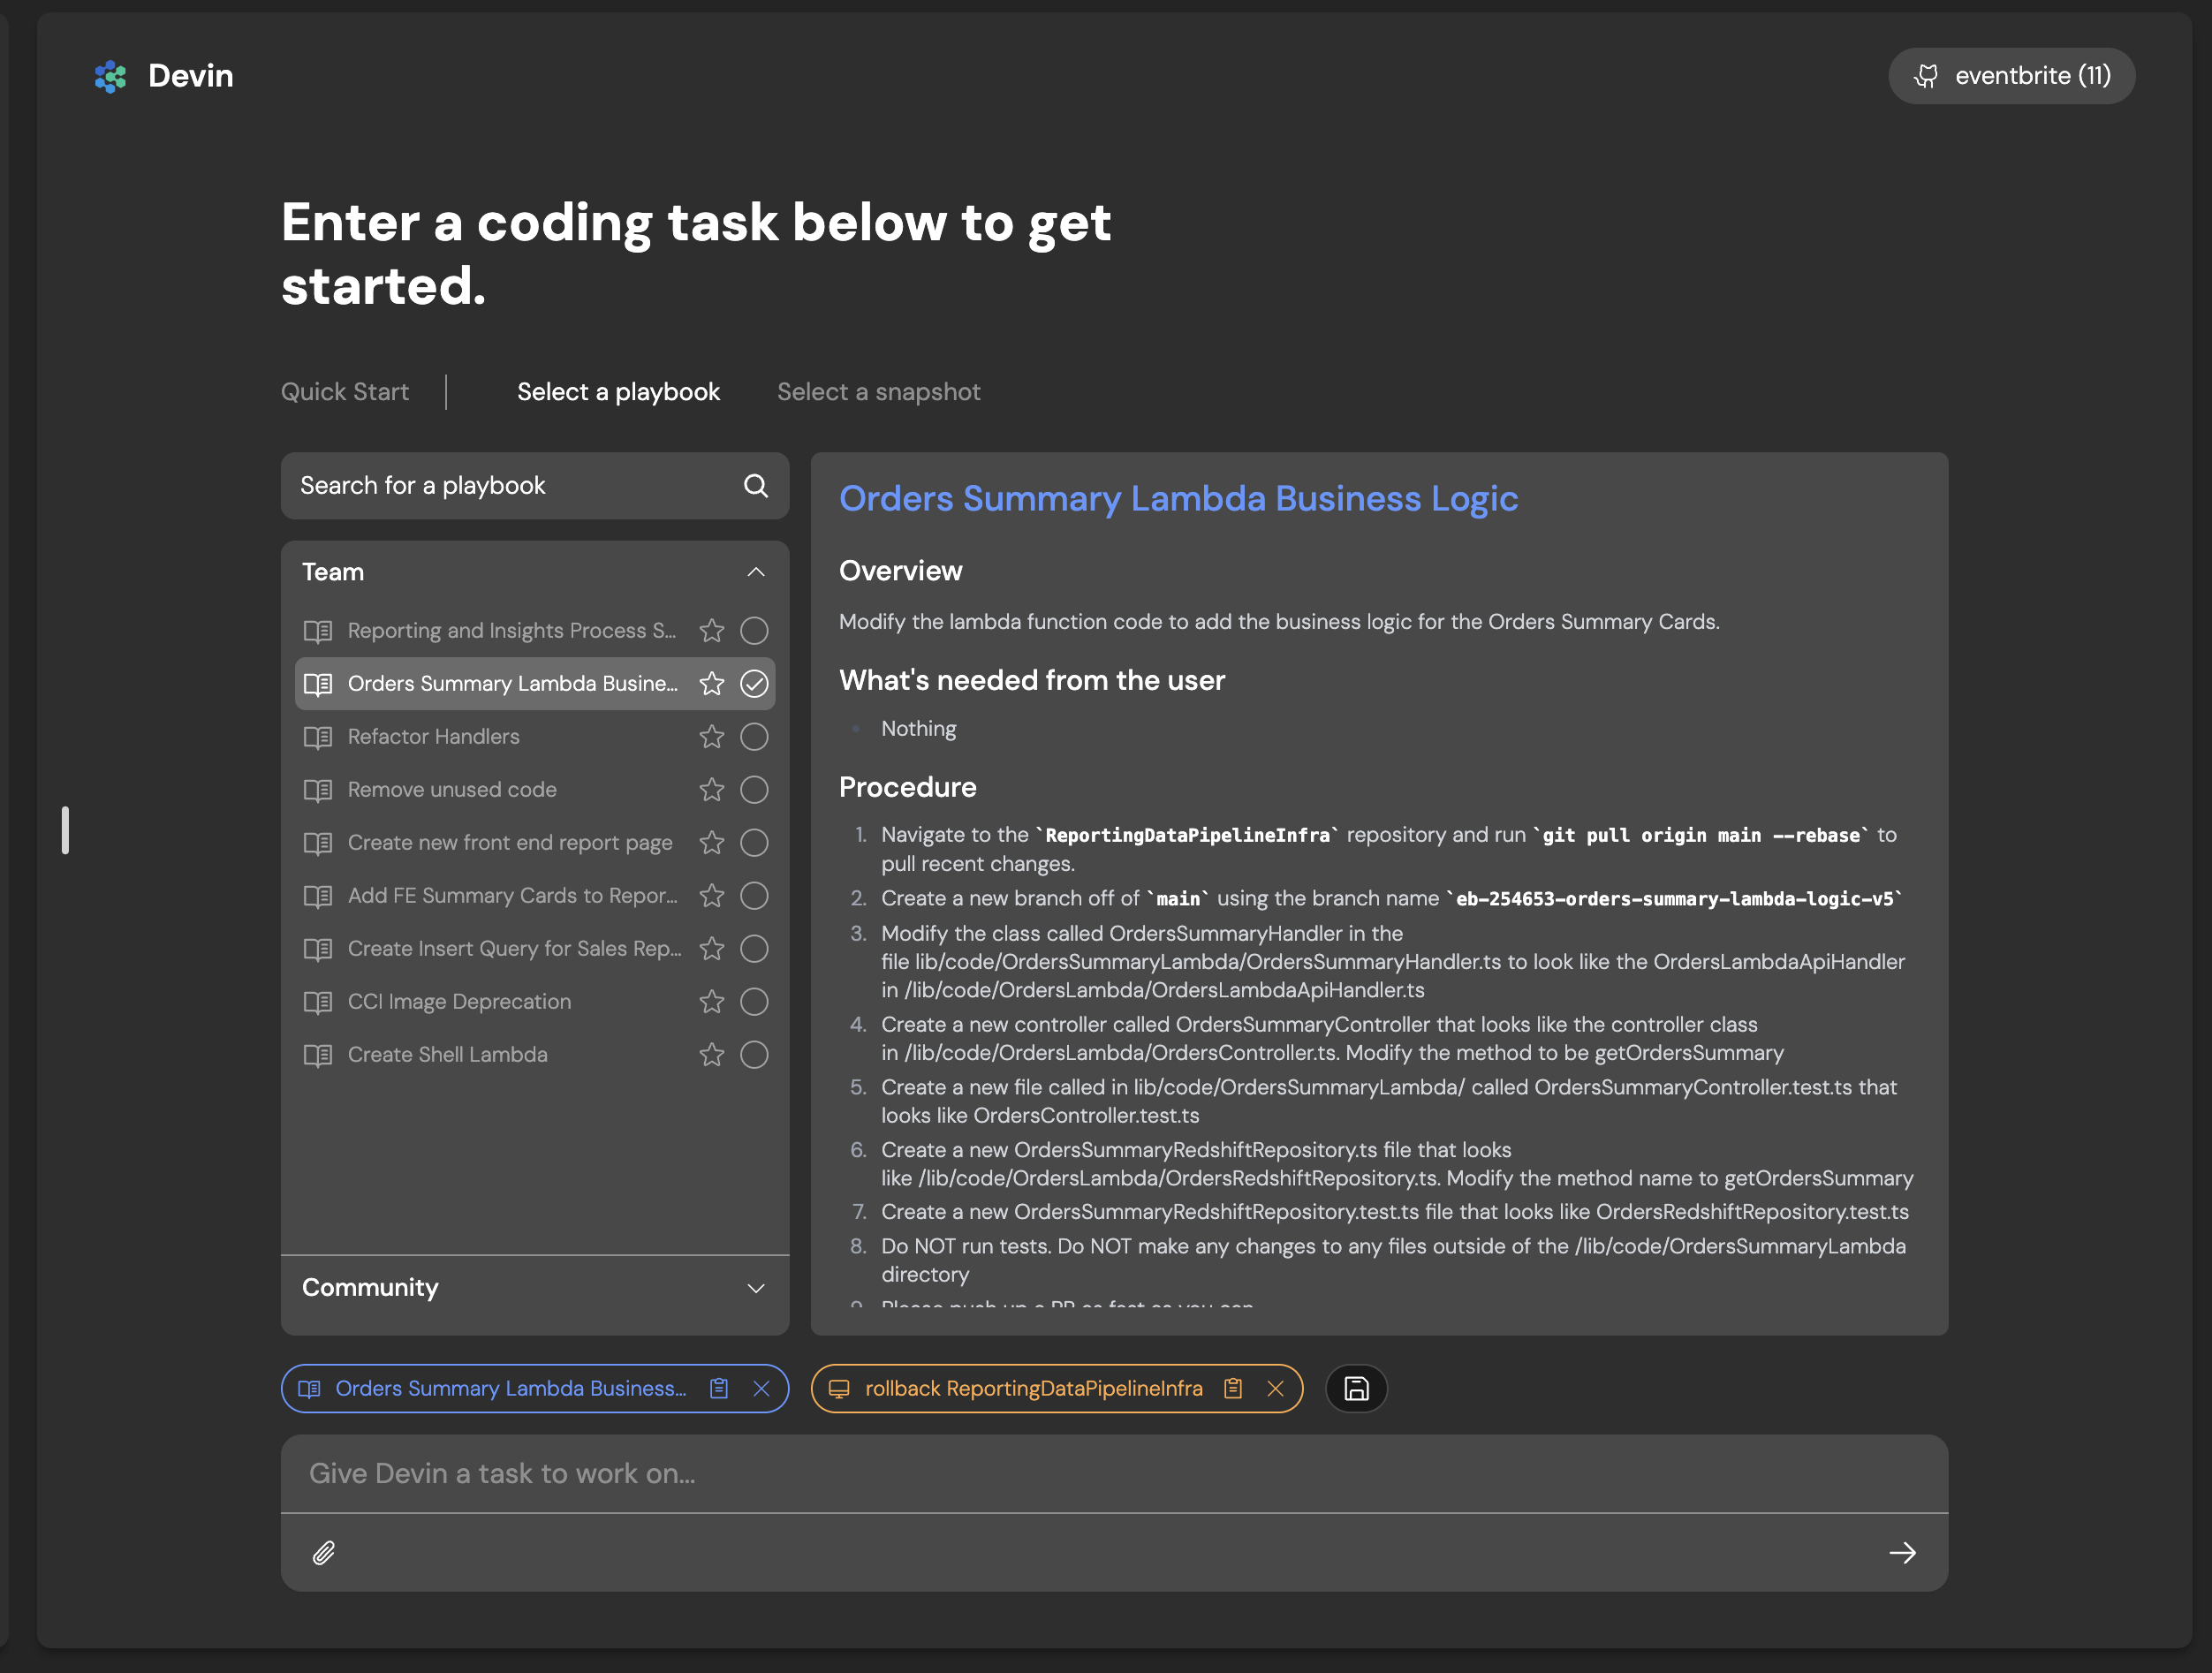 Devin
eventbrite (11)
Enter a coding task below to get
started.
Quick Start
Select a playbook
Select a snapshot
Search for a playbook
Team
Reporting and Insights Process S...
Orders Summary Lambda Busine...
Refactor Handlers
Remove unused code
Create new front end report page
Add FE Summary Cards to Repor...
Create Insert Query for Sales Rep...
CCI Image Deprecation
Create Shell Lambda
Community
Orders Summary Lambda Business Logic
Overview
Modify the lambda function code to add the business logic for the Orders Summary Cards.
What's needed from the user
Nothing
Procedure
1. Navigate to the `ReportingDataPipelineInfra` repository and run `git pull origin main --rebase` to
pull recent changes.
2. Create a new branch off of `main` using the branch name `eb-254653-orders-summary-lambda-logic-v5`
3. Modify the class called OrdersSummaryHandler in the
file lib/code/OrdersSummaryLambda/OrdersSummaryHandler.ts to look like the OrdersLambdaApiHandler
in /lib/code/OrdersLambda/OrdersLambdaApiHandler.ts
4. Create a new controller called OrdersSummaryController that looks like the controller class
in /lib/code/OrdersLambda/OrdersController.ts. Modify the method to be getOrdersSummary
5. Create a new file called in lib/code/OrdersSummaryLambda/ called OrdersSummaryController.test.ts that
looks like OrdersController.test.ts
6. Create a new OrdersSummaryRedshiftRepository.ts file that looks
like /lib/code/OrdersLambda/OrdersRedshiftRepository.ts. Modify the method name to getOrdersSummary
7. Create a new OrdersSummaryRedshiftRepository.test.ts file that looks like OrdersRedshiftRepository.test.ts
8. Do NOT run tests. Do NOT make any changes to any files outside of the /lib/code/OrdersSummaryLambda
directory
9. Please push up a PR as fast as you can
Orders Summary Lambda Business...
rollback ReportingDataPipelineInfra
Give Devin a task to work on...